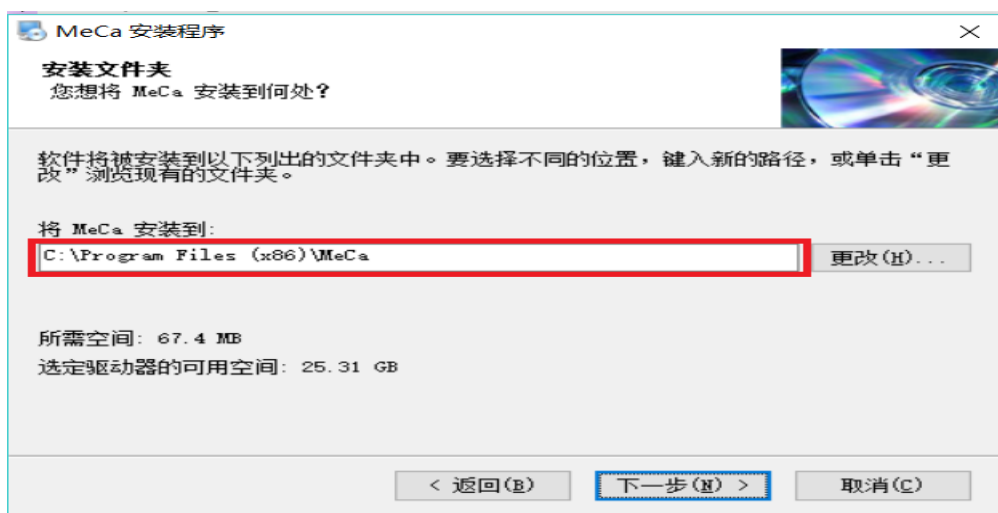 MeCa 安装程序
安装文件夹
您想将 MeCa 安装到何处?
软件将被安装到以下列出的文件夹中。要选择不同的位置，键入新的路径，或单击“更
改”浏览现有的文件夹。
将 MeCa 安装到:
C:\Program Files (x86)\MeCa
更改(H)...
所需空间: 67.4 MB
选定驱动器的可用空间: 25.31 GB
< 返回(B)
下一步(N) >
取消(C)